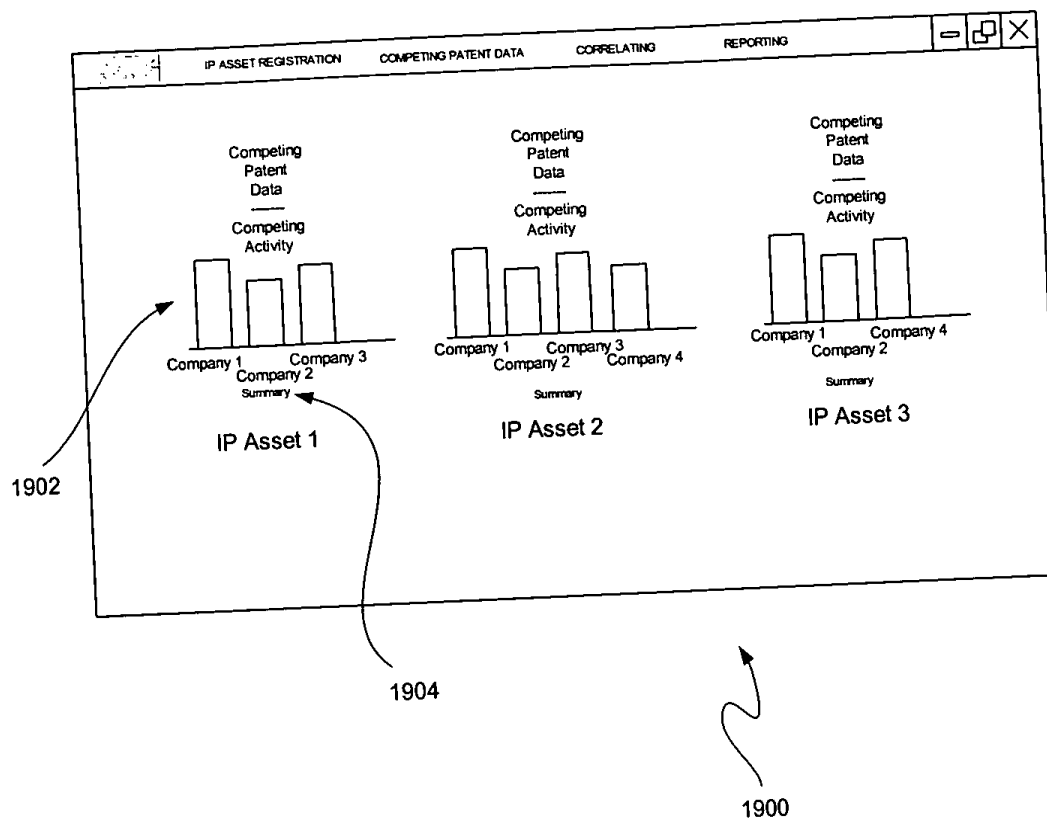 IP ASSET REGISTRATION COMPETING PATENT DATA CORRELATING REPORTING
Competing
Patent
Data
Competing
Activity
Company 1
Company 2
Company 3
Summary
IP Asset 1
Competing
Patent
Data
Competing
Activity
Company 1
Company 2
Company 3
Company 4
Summary
IP Asset 2
Competing
Patent
Data
Competing
Activity
Company 1
Company 2
Company 4
Summary
IP Asset 3
1902
1904
1900